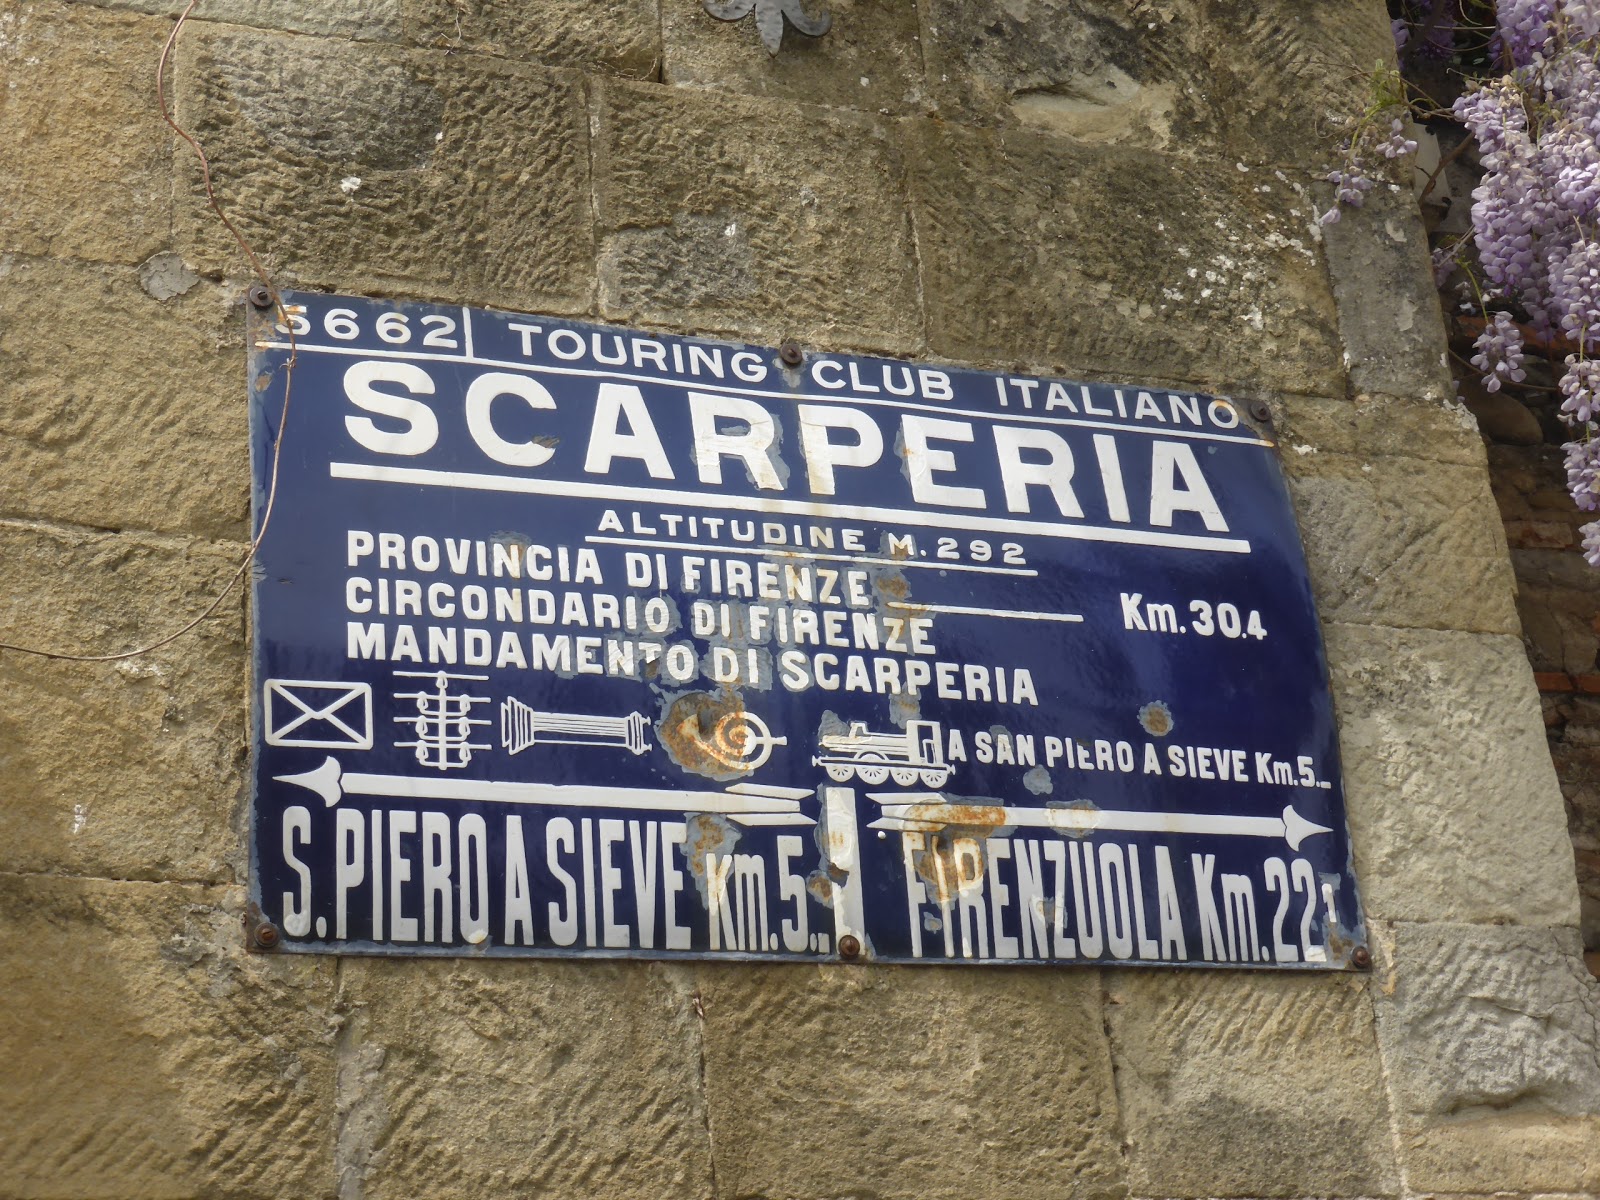 5662 TOURING CLUB ITALIANO
SCARPERIA
ALTITUDINE M. 292
PROVINCIA DI FIRENZE
CIRCONDARIO DI FIRENZE Km. 30.4
MANDAMENTO DI SCARPERIA
A SAN PIERO A SIEVE Km. 5._
S. PIERO A SIEVE Km. 5._
FIRENZUOLA Km. 22